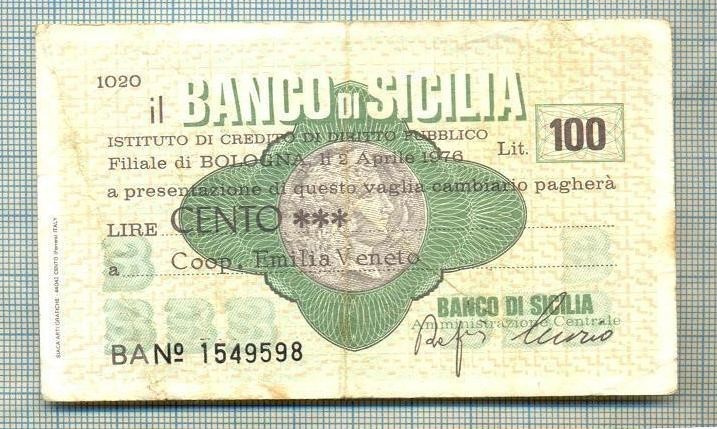 1020
il BANCO DI SICILIA
ISTITUTO DI CREDITO DI DIRITTO PUBBLICO
Filiale di BOLOGNA, lì 2 Aprile 1976
Lit. 100
a presentazione di questo vaglia cambiario pagherà
LIRE CENTO ***
a Coop. Emilia Veneto
BANCO DI SICILIA
Amministrazione Centrale
BA Nº 1549598